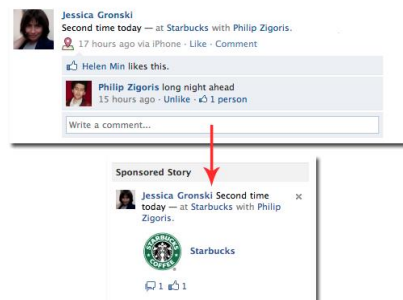 Jessica Gronski
Second time today — at Starbucks with Philip Zigoris.
17 hours ago via iPhone · Like · Comment
Helen Min likes this.
Philip Zigoris long night ahead
15 hours ago · Unlike · 1 person
Write a comment...
Sponsored Story
Jessica Gronski Second time
today — at Starbucks with Philip
Zigoris.
STARBUCKS
COFFEE
Starbucks
1 1